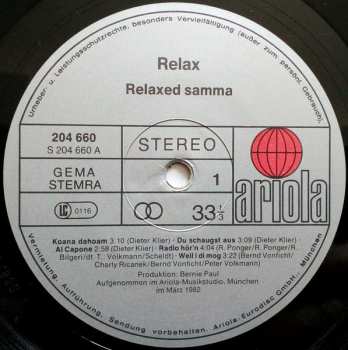 Urheber- u. Leistungsschutzrechte, besonders Vervielfältigung (außer zum persönl. Gebrauch),
Relax
Relaxed samma
204 660
S 204 660 A
STEREO
GEMA
STEMRA
1
LC 0116
33 1/3
ariola
Koana dahoam 3:10 (Dieter Klier) · Du schaugst aus 3:09 (Dieter Klier) ·
Al Capone 2:58 (Dieter Klier) · Radio hör'n 4:04 (R. Ponger/R. Ponger/R.
Bilgeri/dt T.: Volkmann/Scheldt) · Weil i di mog 3:22 (Bernd Vonficht/
Charly Ricanek/Bernd Vonficht/Peter Volkmann)
Produktion: Bernie Paul
Aufgenommen im Ariola-Musikstudio, München
im März 1982
Vermietung, Aufführung, Sendung vorbehalten. Ariola-Eurodisc GmbH., München